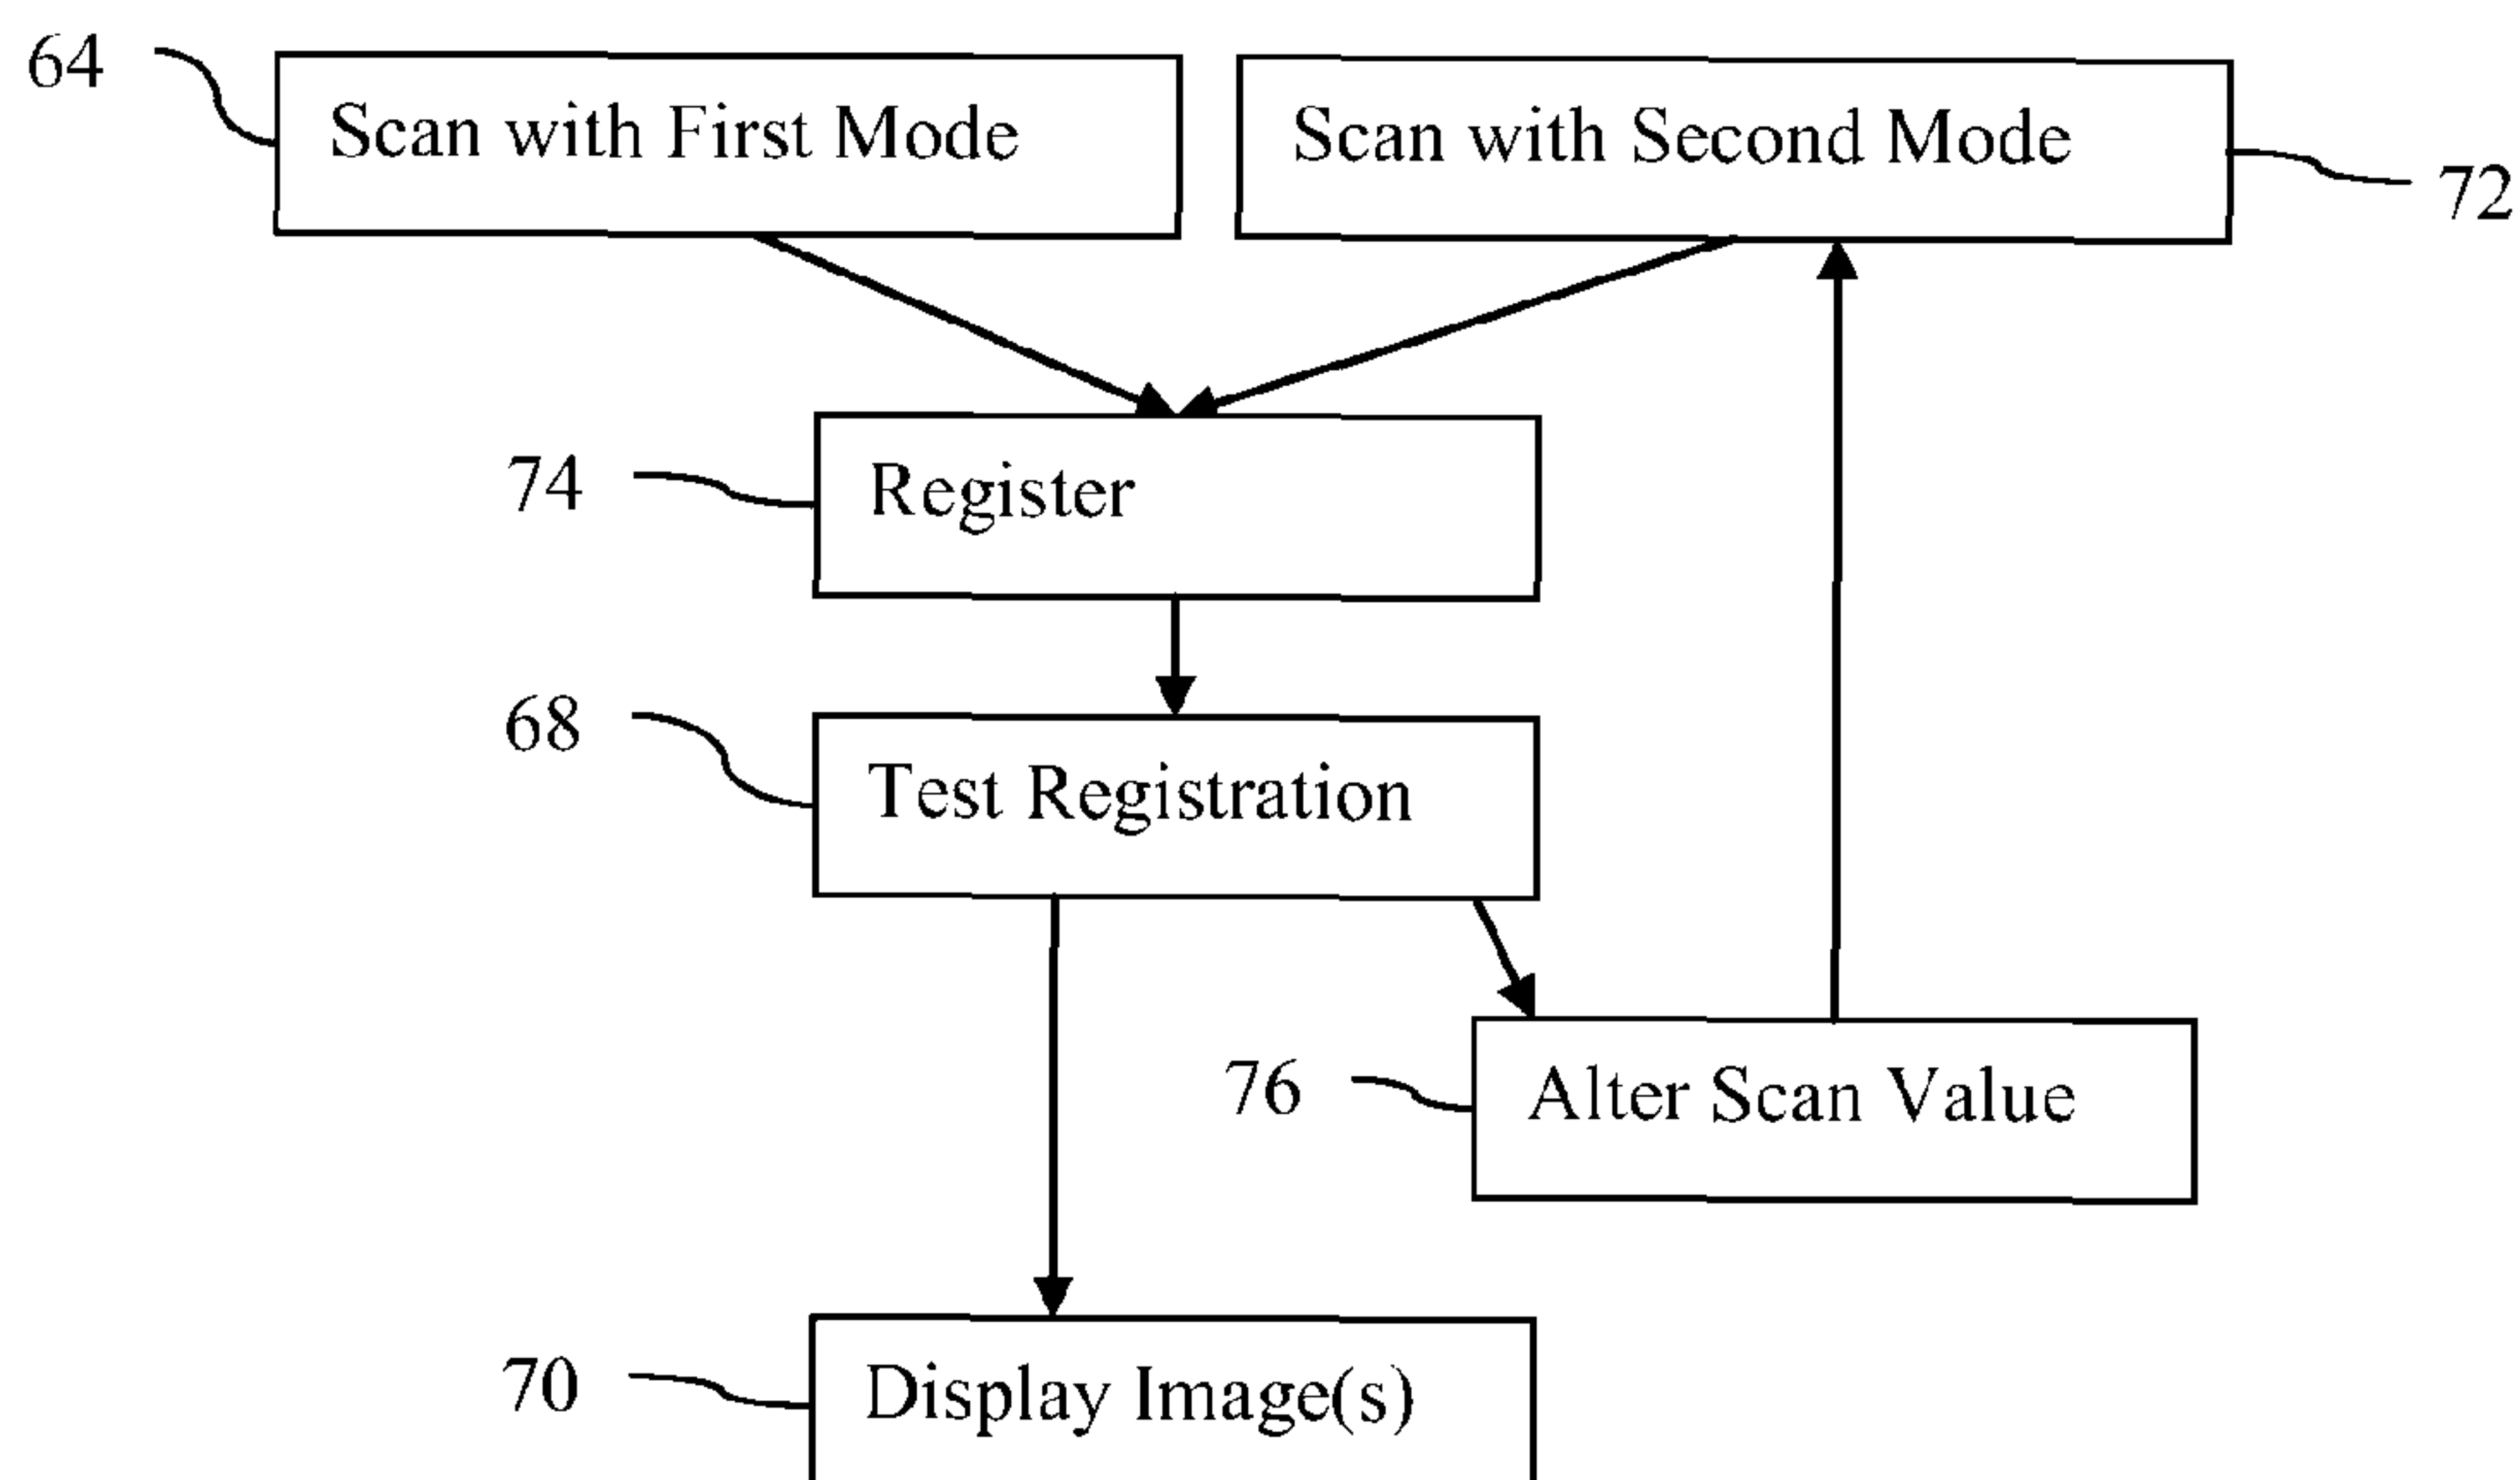 64
Scan with First Mode
Scan with Second Mode
72
74
Register
68
Test Registration
76
Alter Scan Value
70
Display Image(s)